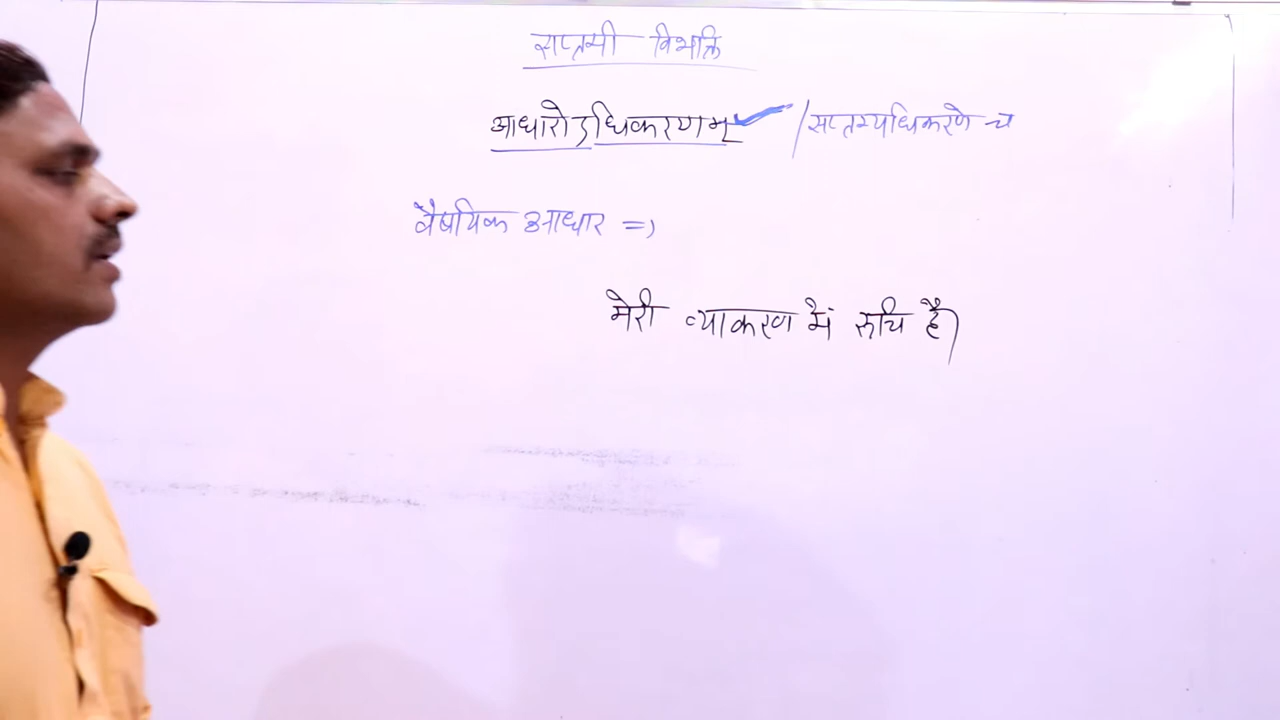 सप्तमी विभक्ति
आधारोऽधिकरणम् / सप्तम्यधिकरणे च
वैषयिक आधार =>
मेरी व्याकरण में रुचि है।